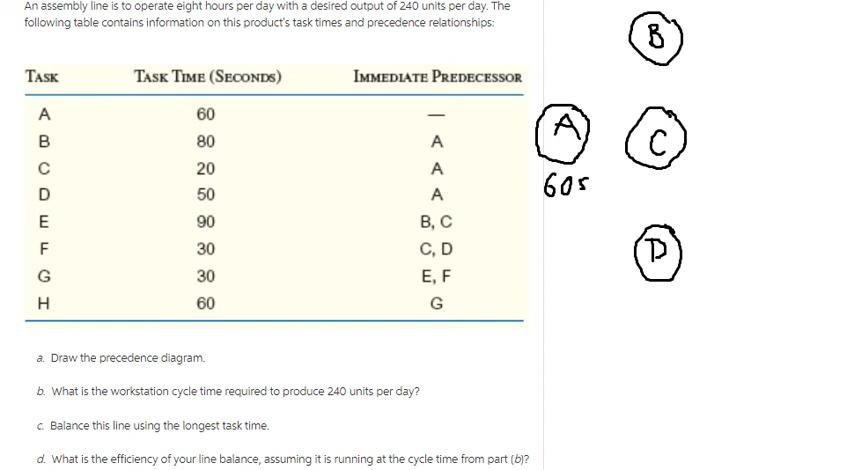 An assembly line is to operate eight hours per day with a desired output of 240 units per day. The
following table contains information on this product's task times and precedence relationships:
TASK TASK TIME (SECONDS) IMMEDIATE PREDECESSOR
A 60 —
B 80 A
C 20 A
D 50 A
E 90 B, C
F 30 C, D
G 30 E, F
H 60 G
a. Draw the precedence diagram.
b. What is the workstation cycle time required to produce 240 units per day?
c. Balance this line using the longest task time.
d. What is the efficiency of your line balance, assuming it is running at the cycle time from part (b)?
B
A
C
60s
D